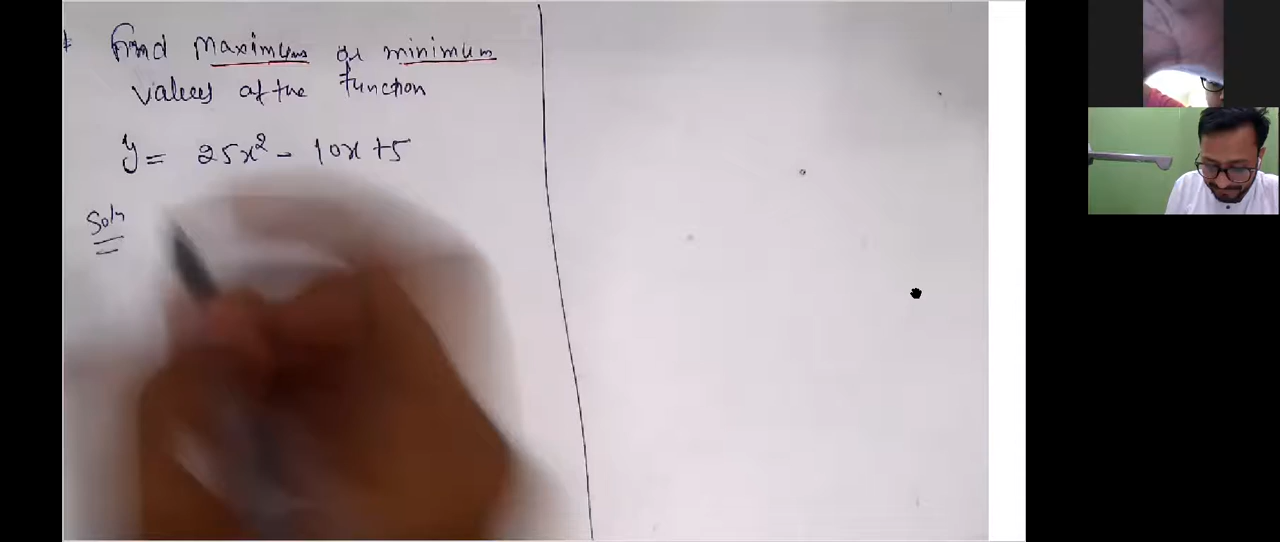 Find Maximum or minimum
values of the function
y = 25x² - 10x + 5
Soln